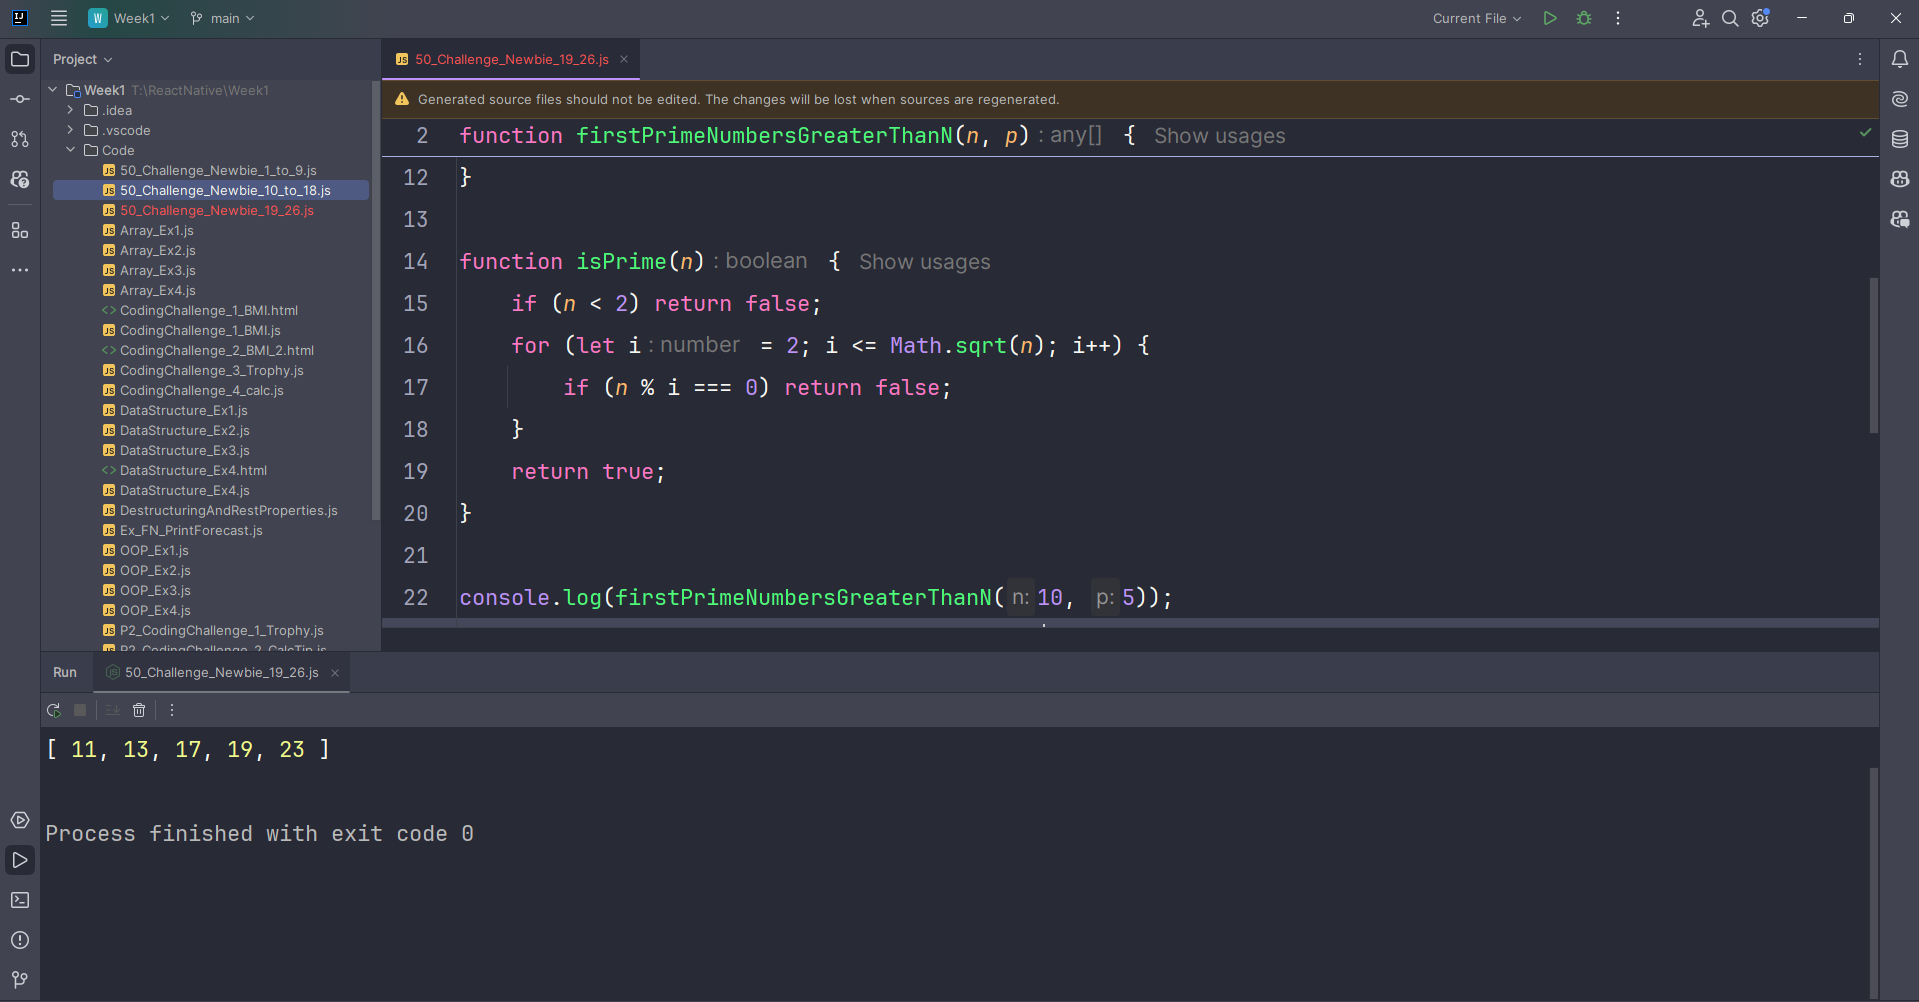 W Week1 main Current File
Project
50_Challenge_Newbie_19_26.js
Week1 T:\ReactNative\Week1
.idea
.vscode
Code
50_Challenge_Newbie_1_to_9.js
50_Challenge_Newbie_10_to_18.js
50_Challenge_Newbie_19_26.js
Array_Ex1.js
Array_Ex2.js
Array_Ex3.js
Array_Ex4.js
CodingChallenge_1_BMI.html
CodingChallenge_1_BMI.js
CodingChallenge_2_BMI_2.html
CodingChallenge_3_Trophy.js
CodingChallenge_4_calc.js
DataStructure_Ex1.js
DataStructure_Ex2.js
DataStructure_Ex3.js
DataStructure_Ex4.html
DataStructure_Ex4.js
DestructuringAndRestProperties.js
Ex_FN_PrintForecast.js
OOP_Ex1.js
OOP_Ex2.js
OOP_Ex3.js
OOP_Ex4.js
P2_CodingChallenge_1_Trophy.js
P2_CodingChallenge_2_CalcTip.js
Generated source files should not be edited. The changes will be lost when sources are regenerated.
2 function firstPrimeNumbersGreaterThanN(n, p) : any[] { Show usages
12 }
13
14 function isPrime(n) : boolean { Show usages
15 if (n < 2) return false;
16 for (let i : number = 2; i <= Math.sqrt(n); i++) {
17 if (n % i === 0) return false;
18 }
19 return true;
20 }
21
22 console.log(firstPrimeNumbersGreaterThanN( n: 10, p: 5));
Run 50_Challenge_Newbie_19_26.js
[ 11, 13, 17, 19, 23 ]
Process finished with exit code 0